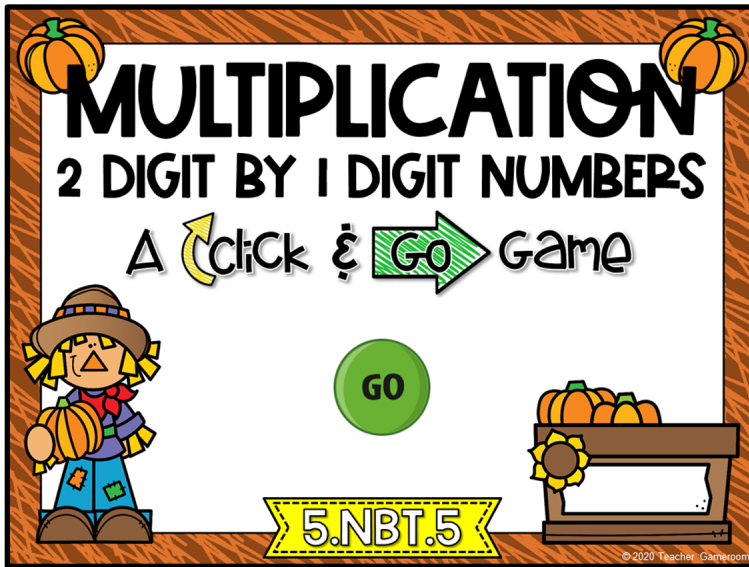 MULTIPLICATION
2 DIGIT BY 1 DIGIT NUMBERS
A Click & GO Game
GO
5.NBT.5
© 2020 Teacher Gameroom